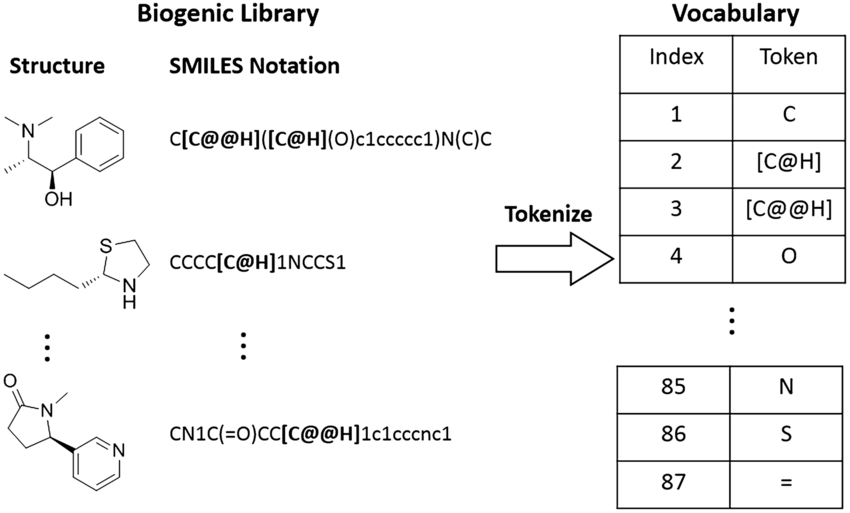 Biogenic Library
Vocabulary
Structure SMILES Notation
N
OH
C[C@@H]([C@H](O)c1ccccc1)N(C)C
S
N
H
CCCC[C@H]1NCCS1
O
N
N
CN1C(=O)CC[C@@H]1c1cccnc1
Tokenize
Index Token
1 C
2 [C@H]
3 [C@@H]
4 O
85 N
86 S
87 =